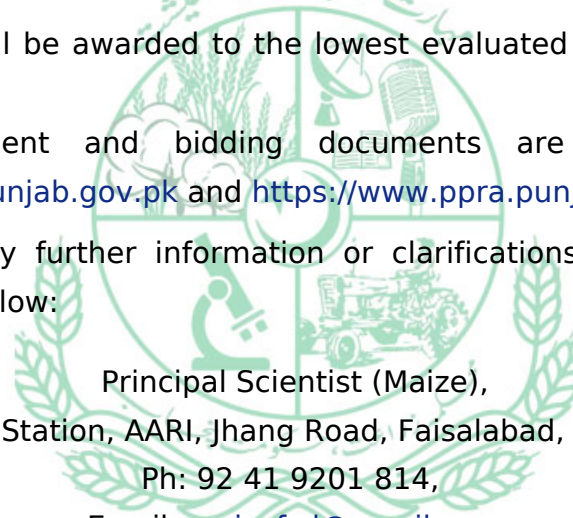 l be awarded to the lowest evaluated
ent and bidding documents are
unjab.gov.pk and https://www.ppra.punj
y further information or clarifications
low:
Principal Scientist (Maize),
Station, AARI, Jhang Road, Faisalabad,
Ph: 92 41 9201 814,